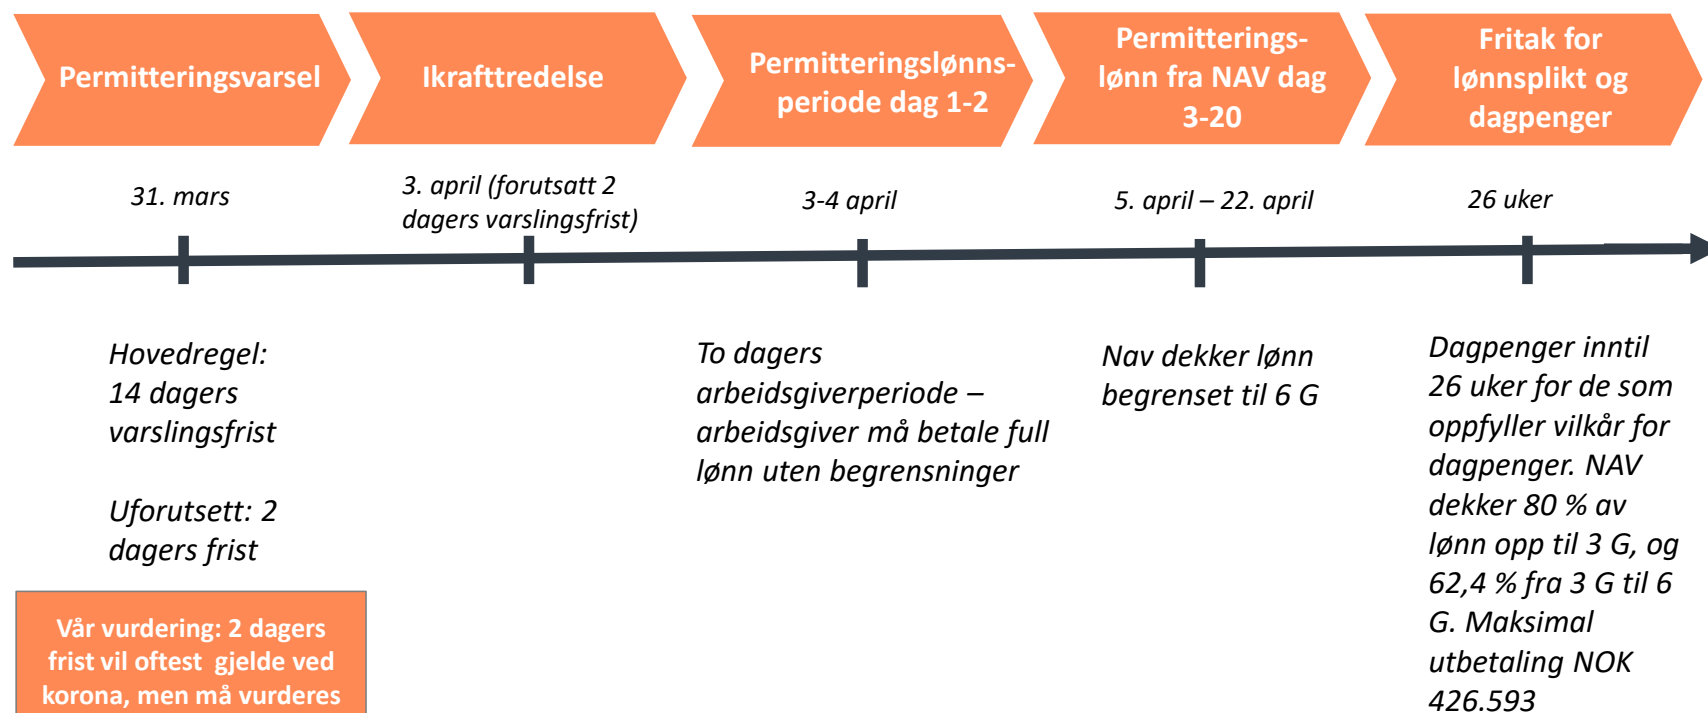 Permitteringsvarsel
Ikrafttredelse
Permitteringslønns-
periode dag 1-2
Permitterings-
lønn fra NAV dag
3-20
Fritak for
lønnsplikt og
dagpenger
31. mars
3. april (forutsatt 2
dagers varslingsfrist)
3-4 april
5. april – 22. april
26 uker
Hovedregel:
14 dagers
varslingsfrist
Uforutsett: 2
dagers frist
Vår vurdering: 2 dagers
frist vil oftest gjelde ved
korona, men må vurderes
To dagers
arbeidsgiverperiode –
arbeidsgiver må betale full
lønn uten begrensninger
Nav dekker lønn
begrenset til 6 G
Dagpenger inntil
26 uker for de som
oppfyller vilkår for
dagpenger. NAV
dekker 80 % av
lønn opp til 3 G, og
62,4 % fra 3 G til 6
G. Maksimal
utbetaling NOK
426.593